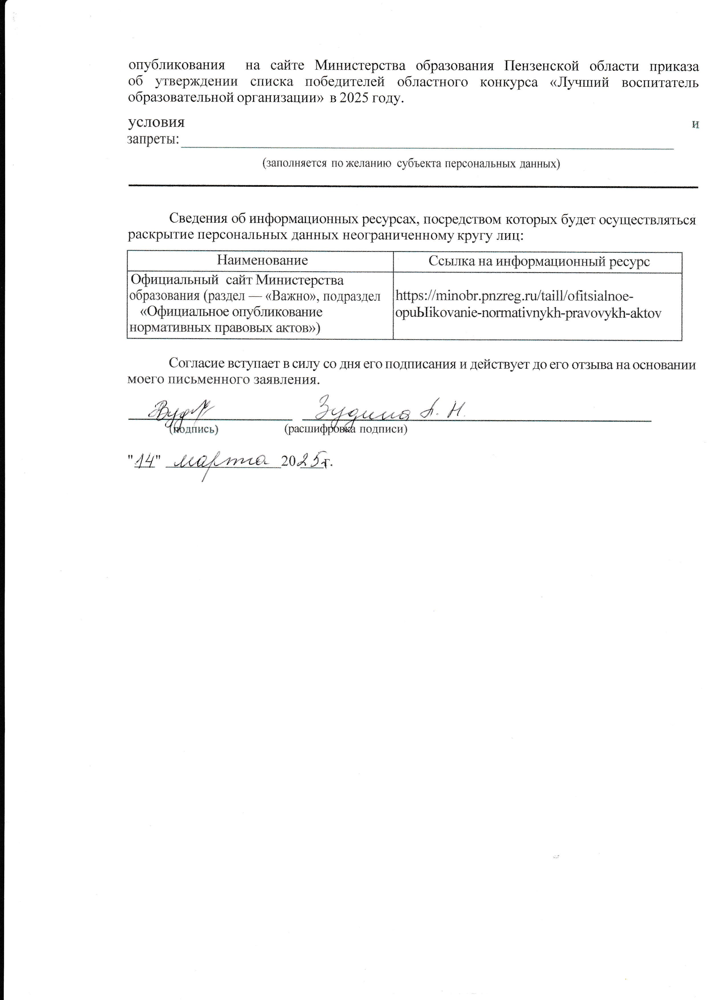 опубликования на сайте Министерства образования Пензенской области приказа
об утверждении списка победителей областного конкурса «Лучший воспитатель
образовательной организации» в 2025 году.
условия и
запреты:
(заполняется по желанию субъекта персональных данных)
Сведения об информационных ресурсах, посредством которых будет осуществляться
раскрытие персональных данных неограниченному кругу лиц:
Наименование
Ссылка на информационный ресурс
Официальный сайт Министерства
образования (раздел — «Важно», подраздел
«Официальное опубликование
нормативных правовых актов»)
https://minobr.pnzreg.ru/taill/ofitsialnoe-
opuЫikovanie-normativnykh-pravovykh-aktov
Согласие вступает в силу со дня его подписания и действует до его отзыва на основании
моего письменного заявления.
Зудина А. Н.
(подпись) (расшифровка подписи)
"14" марта 2025г.